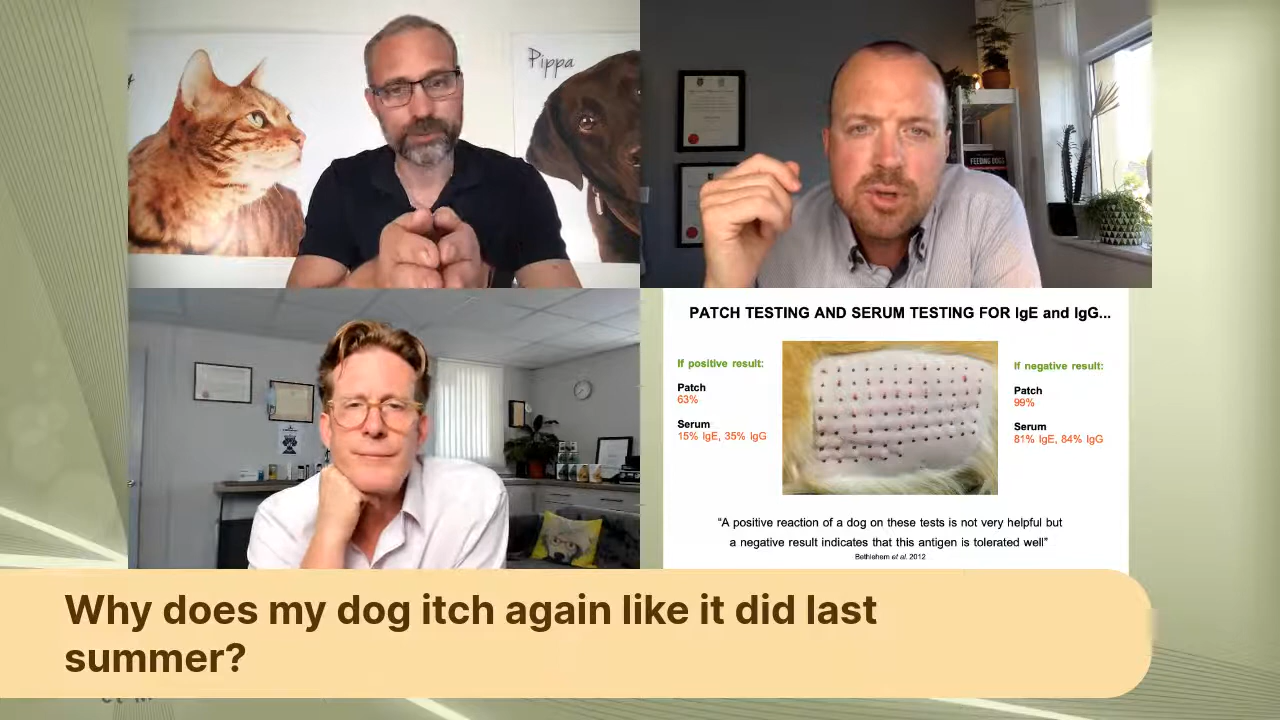 Pippa
FEEDING DOGS
PATCH TESTING AND SERUM TESTING FOR IgE and IgG...
If positive result:
Patch
63%
Serum
15% IgE, 35% IgG
If negative result:
Patch
99%
Serum
81% IgE, 84% IgG
"A positive reaction of a dog on these tests is not very helpful but
a negative result indicates that this antigen is tolerated well"
Bethlehem et al. 2012
Why does my dog itch again like it did last
summer?